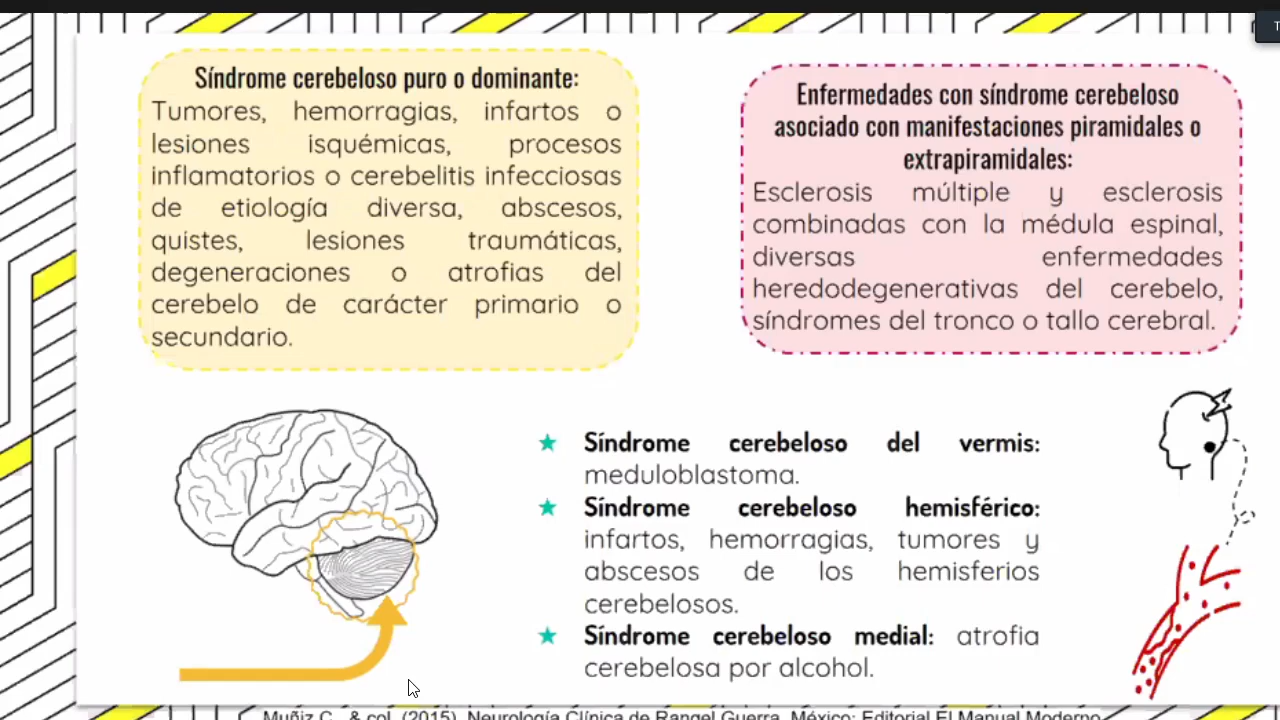 Síndrome cerebeloso puro o dominante:
Tumores, hemorragias, infartos o
lesiones isquémicas, procesos
inflamatorios o cerebelitis infecciosas
de etiología diversa, abscesos,
quistes, lesiones traumáticas,
degeneraciones o atrofias del
cerebelo de carácter primario o
secundario.
Enfermedades con síndrome cerebeloso
asociado con manifestaciones piramidales o
extrapiramidales:
Esclerosis múltiple y esclerosis
combinadas con la médula espinal,
diversas enfermedades
heredodegenerativas del cerebelo,
síndromes del tronco o tallo cerebral.
Síndrome cerebeloso del vermis:
meduloblastoma.
Síndrome cerebeloso hemisférico:
infartos, hemorragias, tumores y
abscesos de los hemisferios
cerebelosos.
Síndrome cerebeloso medial: atrofia
cerebelosa por alcohol.
Muñiz C., & col. (2015). Neurología Clínica de Rangel Guerra. México: Editorial El Manual Moderno